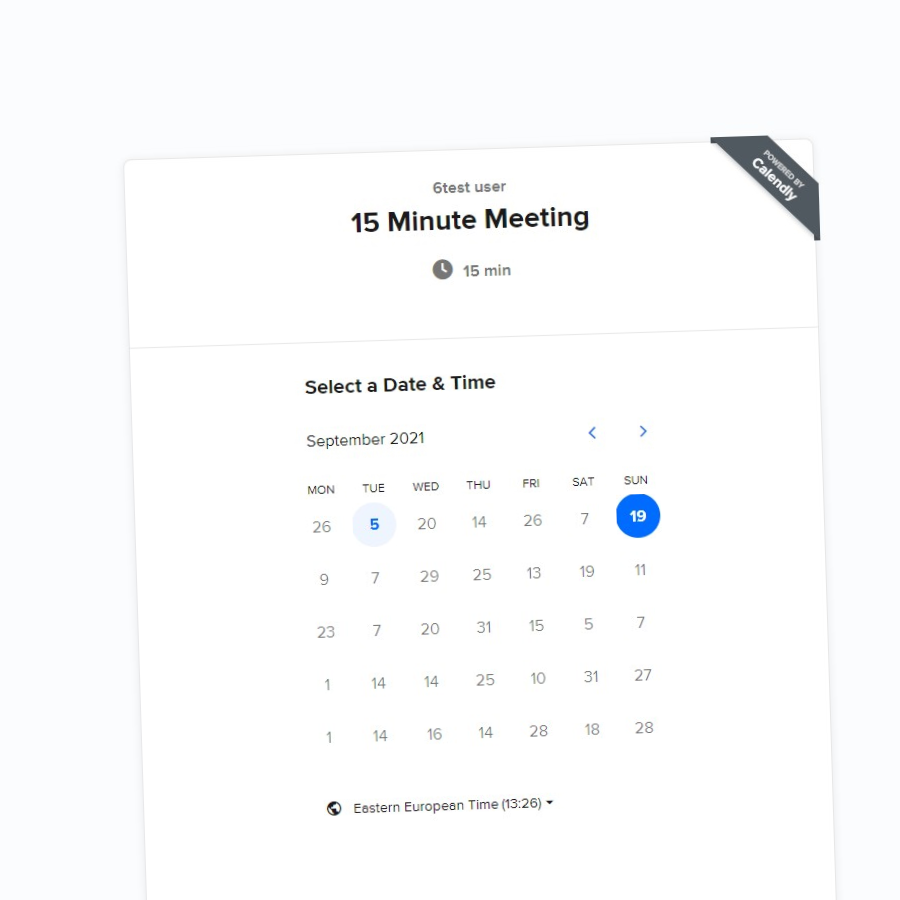 POWERED BY
Calendly
6test user
15 Minute Meeting
15 min
Select a Date & Time
September 2021
MON TUE WED THU FRI SAT SUN
26 5 20 14 26 7 19
9 7 29 25 13 19 11
23 7 20 31 15 5 7
1 14 14 25 10 31 27
1 14 16 14 28 18 28
Eastern European Time (13:26)